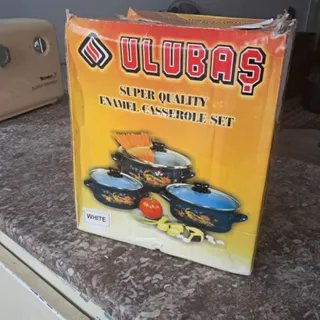 ULUBAŞ
SUPER QUALITY
ENAMEL CASSEROLE SET
WHITE